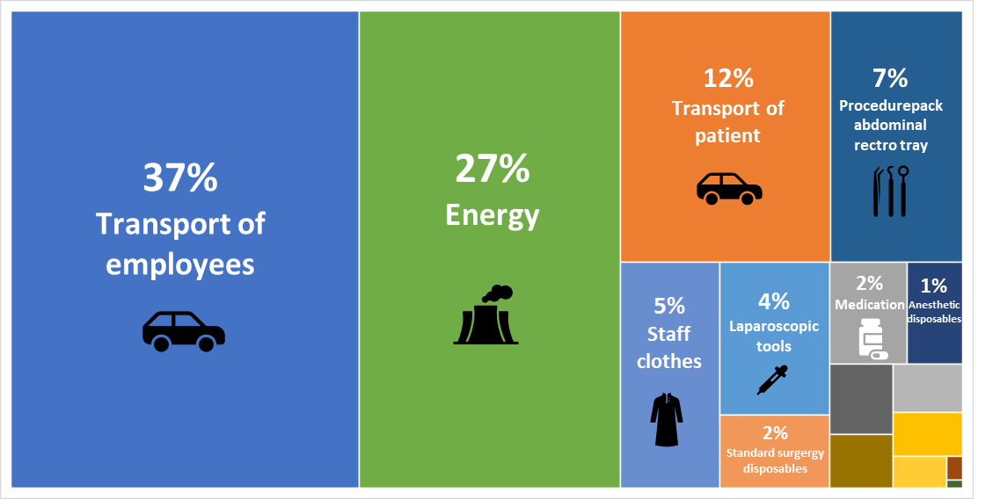 37%
Transport of
employees
27%
Energy
12%
Transport of
patient
7%
Procedurepack
abdominal
rectro tray
5%
Staff
clothes
4%
Laparoscopic
tools
2%
Standard surgergy
disposables
2%
Medication
1%
Anesthetic
disposables